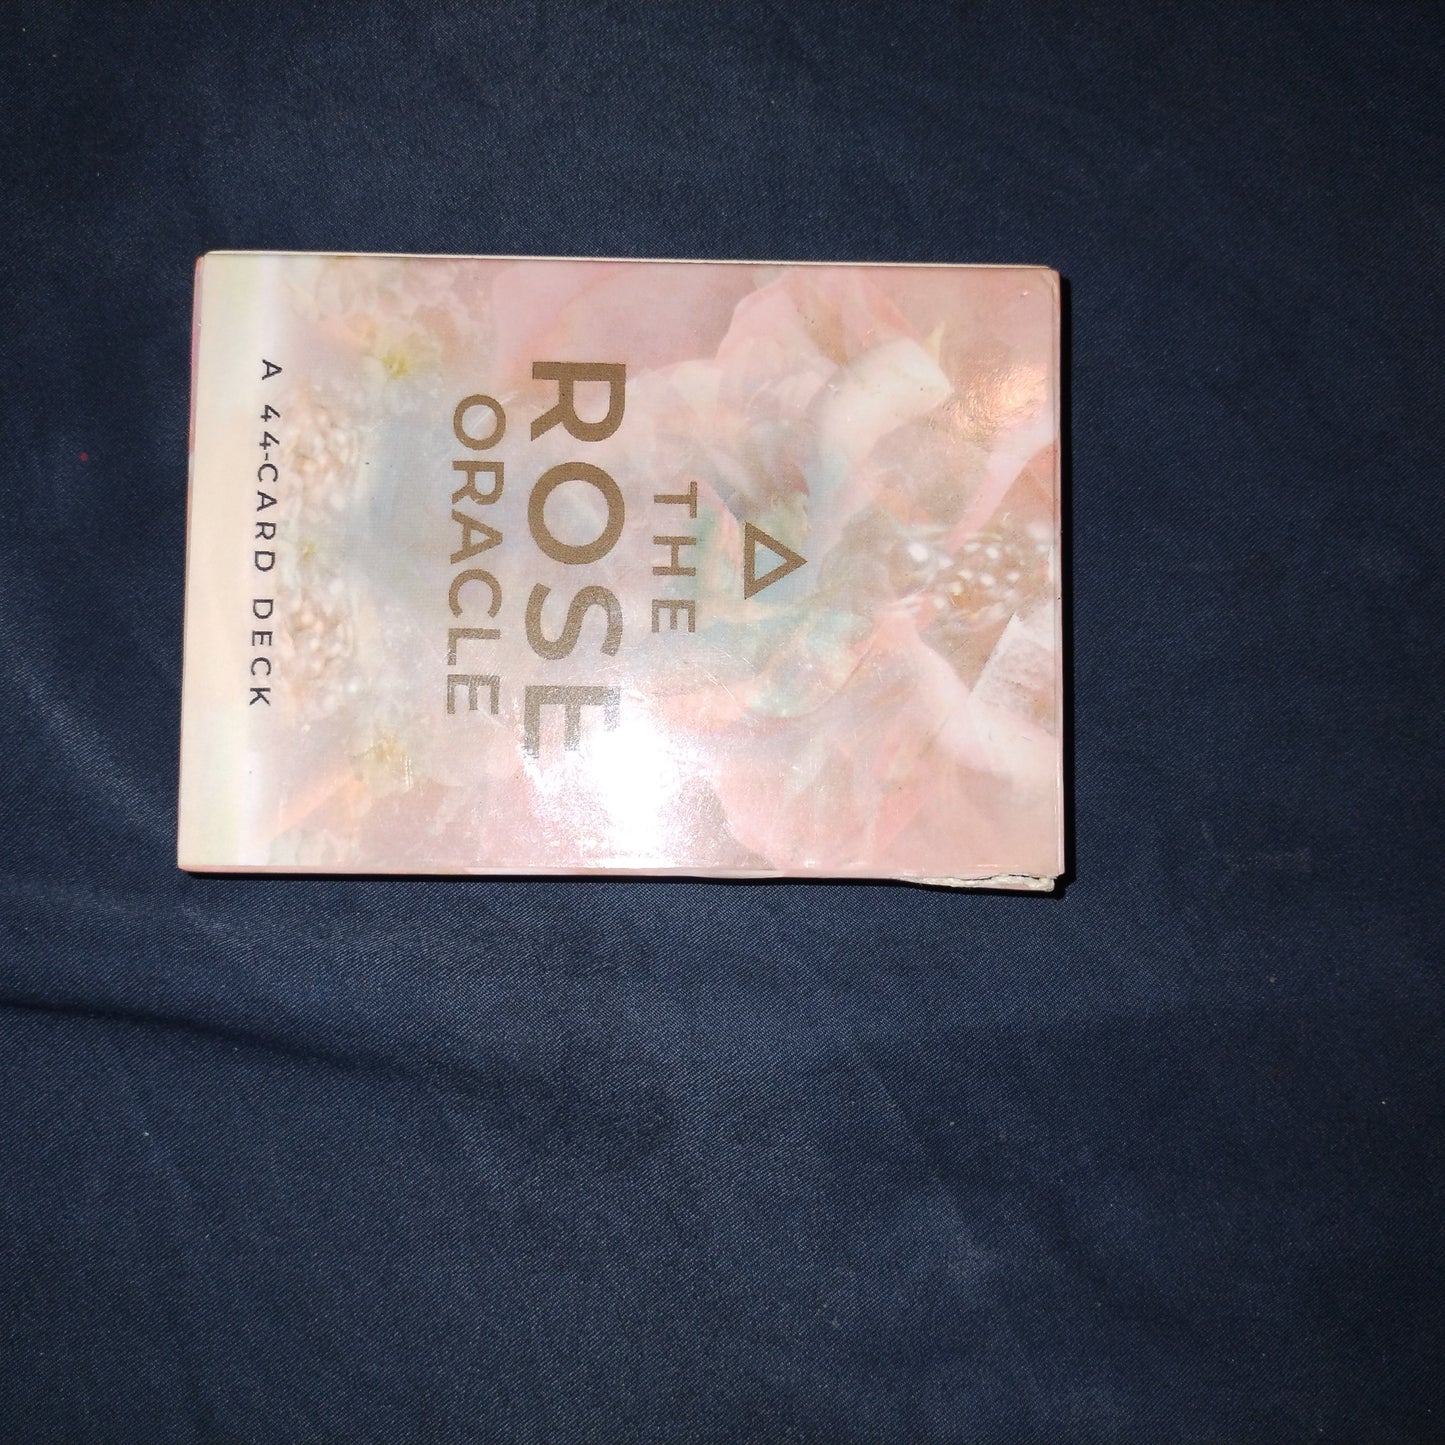 THE
ROSE
ORACLE
A 44-CARD DECK